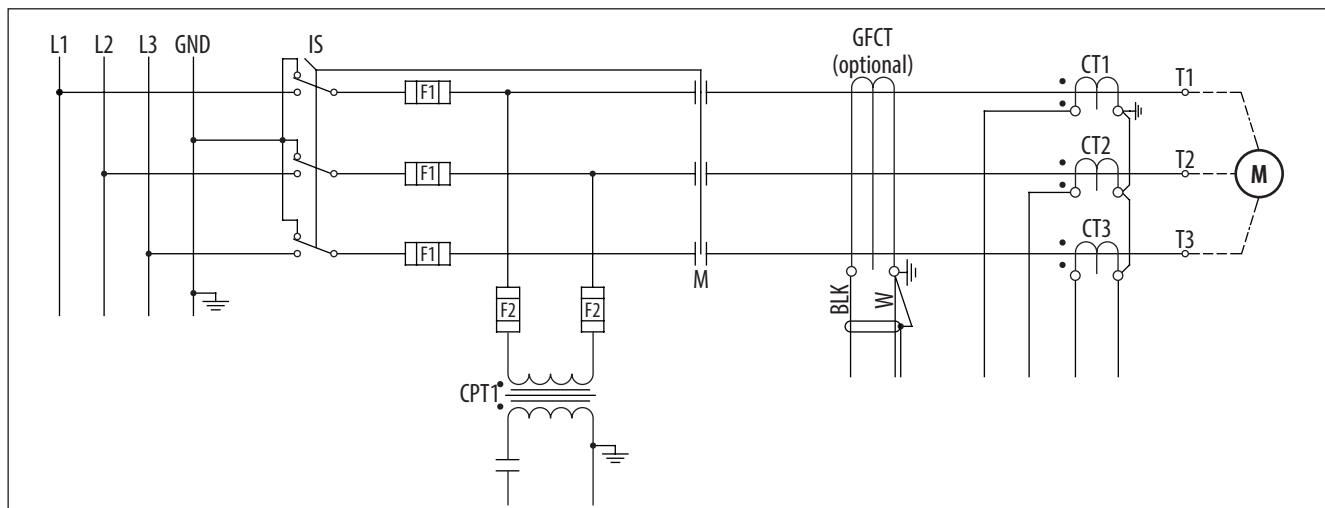 L1 L2 L3 GND IS
GFCT
(optional)
CT1
T1
F1
CT2
T2
F1
M
CT3
T3
F1
M
BLK
W
F2
F2
CPT1